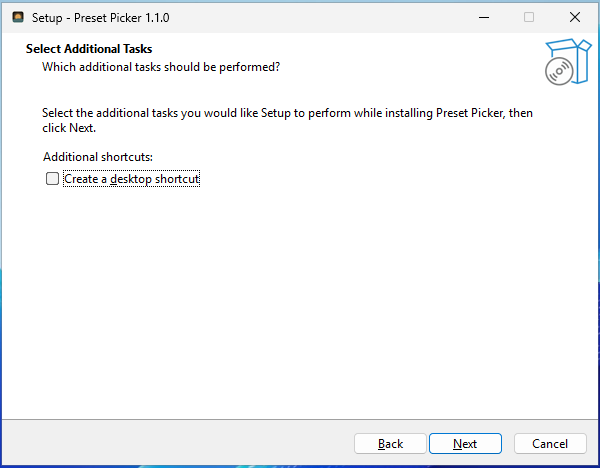 Setup - Preset Picker 1.1.0
Select Additional Tasks
Which additional tasks should be performed?
Select the additional tasks you would like Setup to perform while installing Preset Picker, then
click Next.
Additional shortcuts:
Create a desktop shortcut
Back Next Cancel